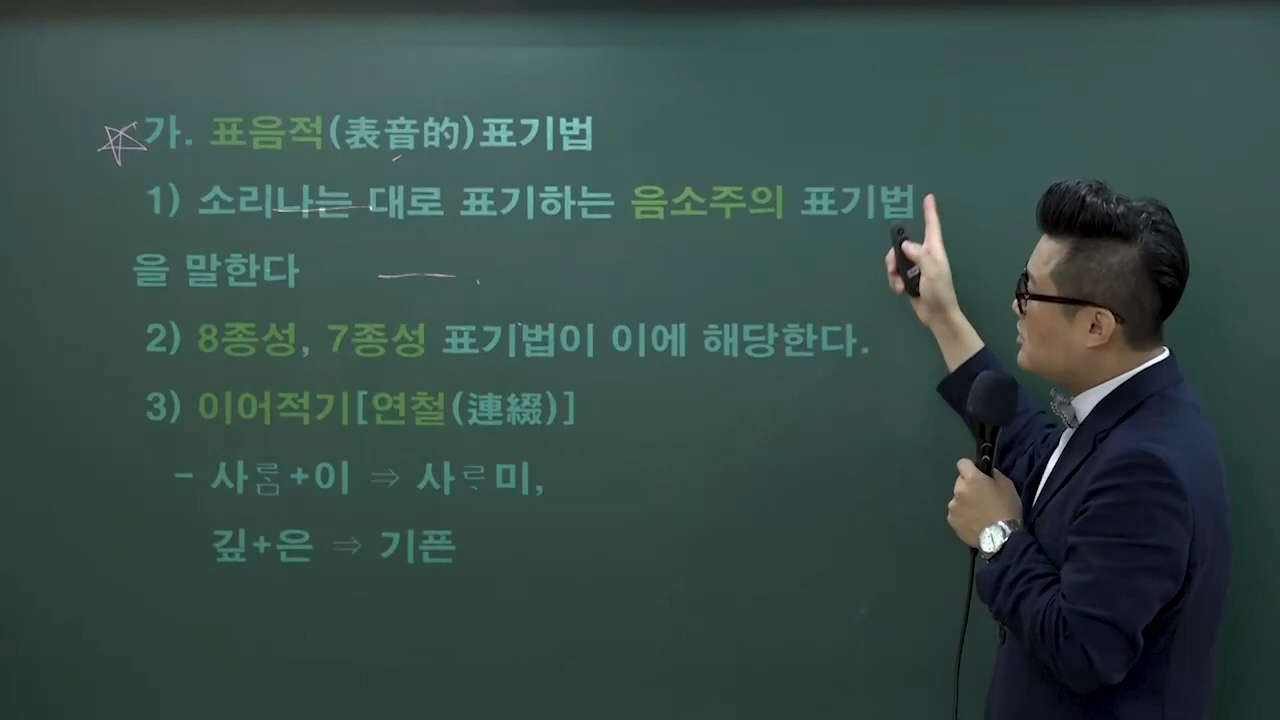 가. 표음적(表音的)표기법
1) 소리나는 대로 표기하는 음소주의 표기법
을 말한다
2) 8종성, 7종성 표기법이 이에 해당한다.
3) 이어적기[연철(連綴)]
- 사ᄅᆞᆷ+이 ⇒ 사ᄅᆞ미,
깊+은 ⇒ 기픈